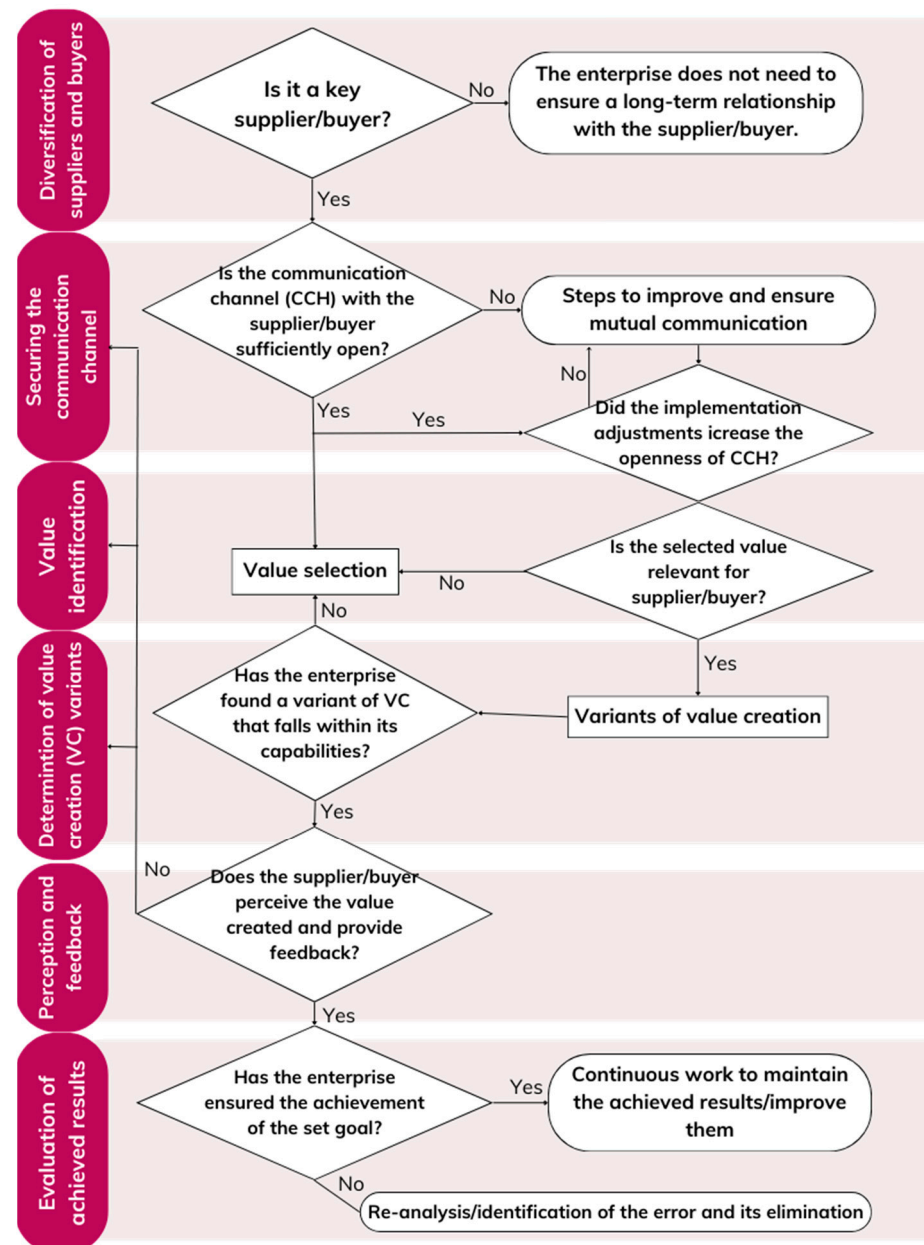 Diversification of
suppliers and buyers
Is it a key
supplier/buyer?
No
The enterprise does not need to
ensure a long-term relationship
with the supplier/buyer.
Yes
Securing the
communication
channel
Is the communication
channel (CCH) with the
supplier/buyer
sufficiently open?
No
Steps to improve and ensure
mutual communication
No
Yes
Yes
Did the implementation
adjustments icrease the
openness of CCH?
Value
identification
Value selection
No
Is the selected value
relevant for
supplier/buyer?
No
Yes
Determintion of value
creation (VC) variants
Has the enterprise
found a variant of VC
that falls within its
capabilities?
Variants of value creation
Yes
Perception and
feedback
No
Does the supplier/buyer
perceive the value
created and provide
feedback?
Yes
Evaluation of
achieved results
Has the enterprise
ensured the achievement
of the set goal?
Yes
Continuous work to maintain
the achieved results/improve
them
No
Re-analysis/identification of the error and its elimination